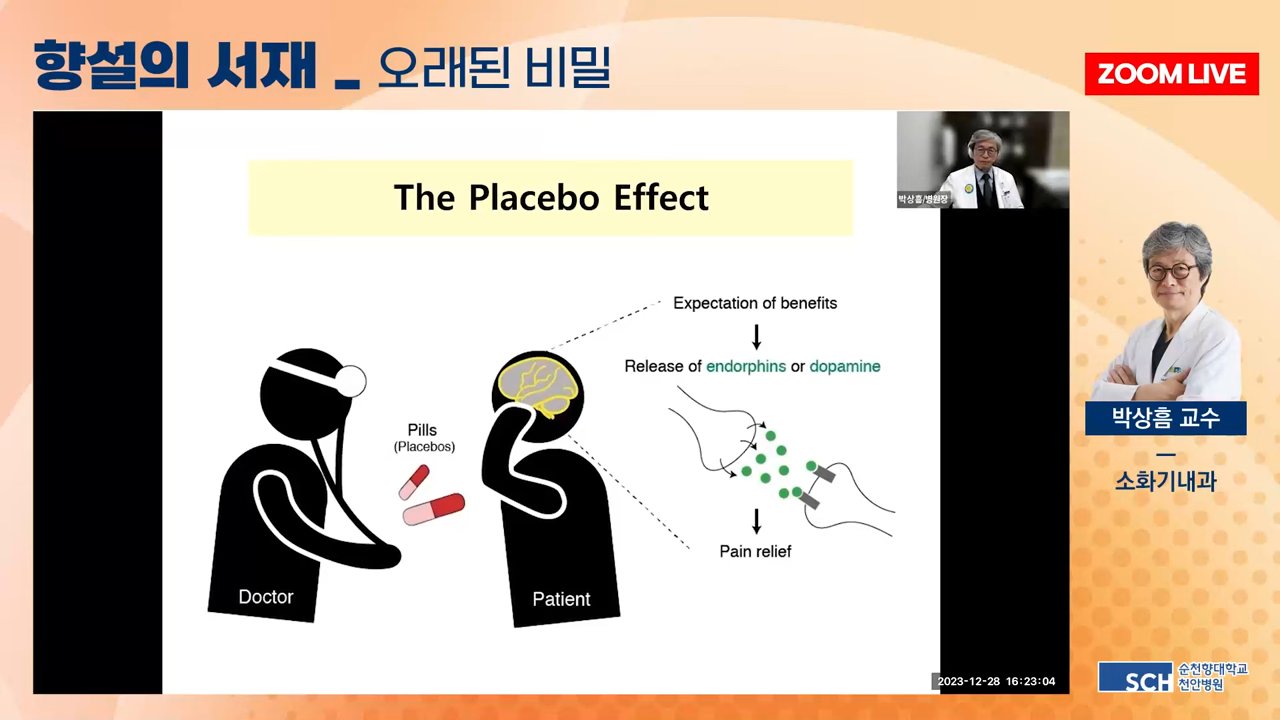 향설의 서재 _ 오래된 비밀
ZOOM LIVE
The Placebo Effect
박상흠/병원장
Expectation of benefits
Release of endorphins or dopamine
Pills
(Placebos)
Pain relief
Doctor
Patient
2023-12-28 16:23:04
박상흠 교수
소화기내과
SCH
순천향대학교
천안병원